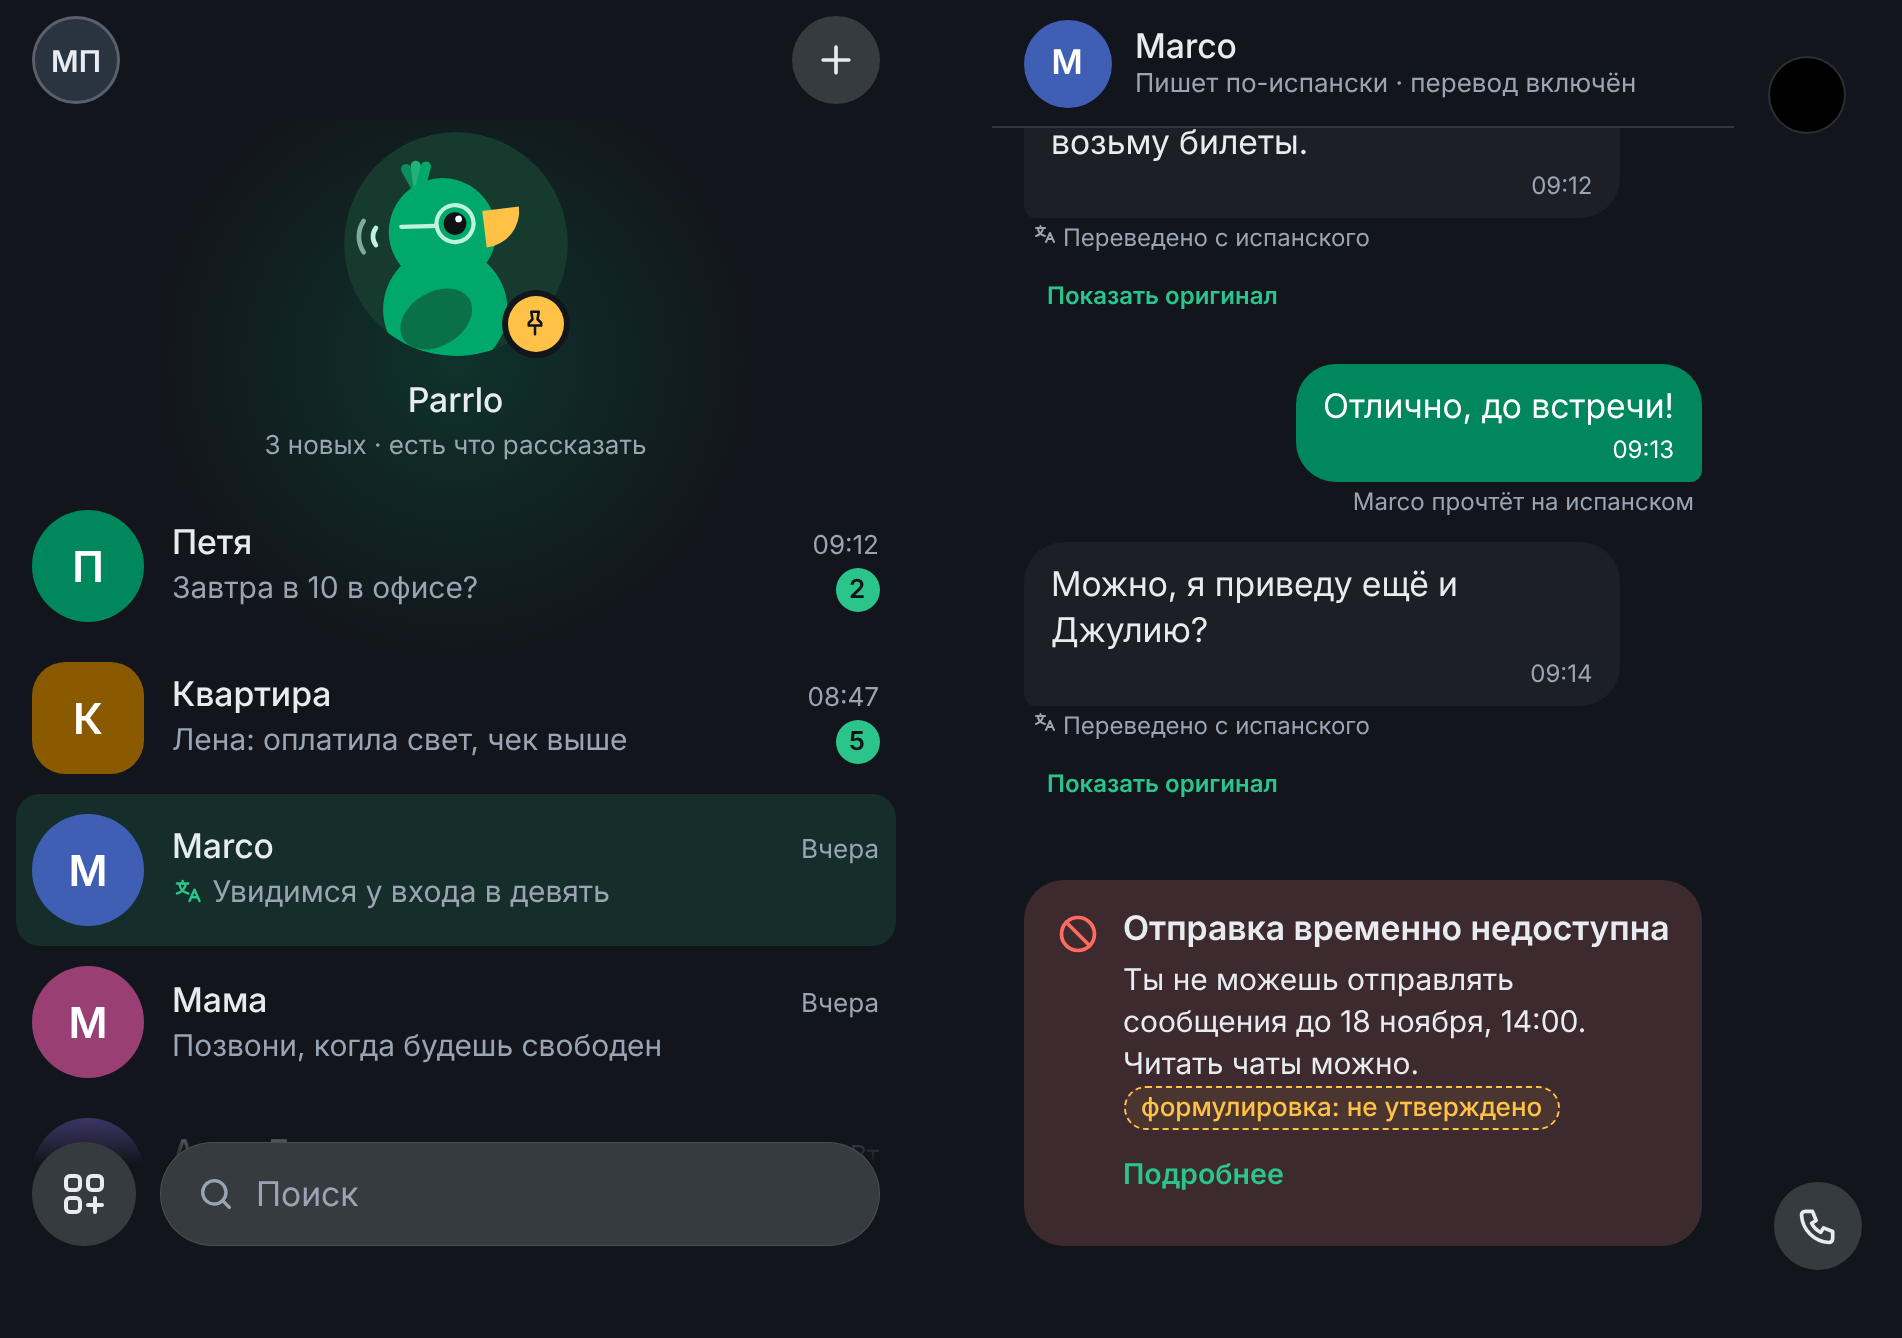 МП
Parrlo
3 новых · есть что рассказать
П
Петя
09:12
Завтра в 10 в офисе?
2
К
Квартира
08:47
Лена: оплатила свет, чек выше
5
M
Marco
Вчера
Увидимся у входа в девять
М
Мама
Вчера
Позвони, когда будешь свободен
Поиск
M
Marco
Пишет по-испански · перевод включён
возьму билеты.
09:12
Переведено с испанского
Показать оригинал
Отлично, до встречи!
09:13
Marco прочтёт на испанском
Можно, я приведу ещё и
Джулию?
09:14
Переведено с испанского
Показать оригинал
Отправка временно недоступна
Ты не можешь отправлять
сообщения до 18 ноября, 14:00.
Читать чаты можно.
формулировка: не утверждено
Подробнее